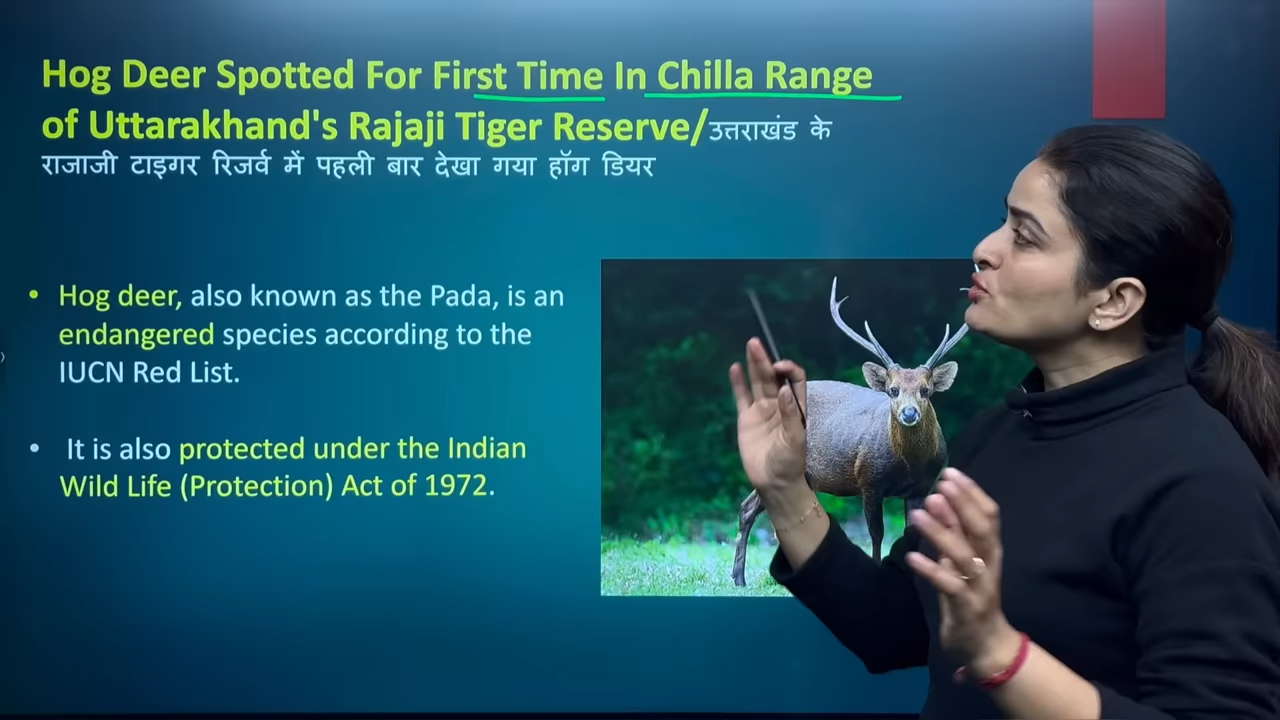 Hog Deer Spotted For First Time In Chilla Range
of Uttarakhand's Rajaji Tiger Reserve/उत्तराखंड के
राजाजी टाइगर रिजर्व में पहली बार देखा गया हॉग डियर
• Hog deer, also known as the Pada, is an
endangered species according to the
IUCN Red List.
• It is also protected under the Indian
Wild Life (Protection) Act of 1972.